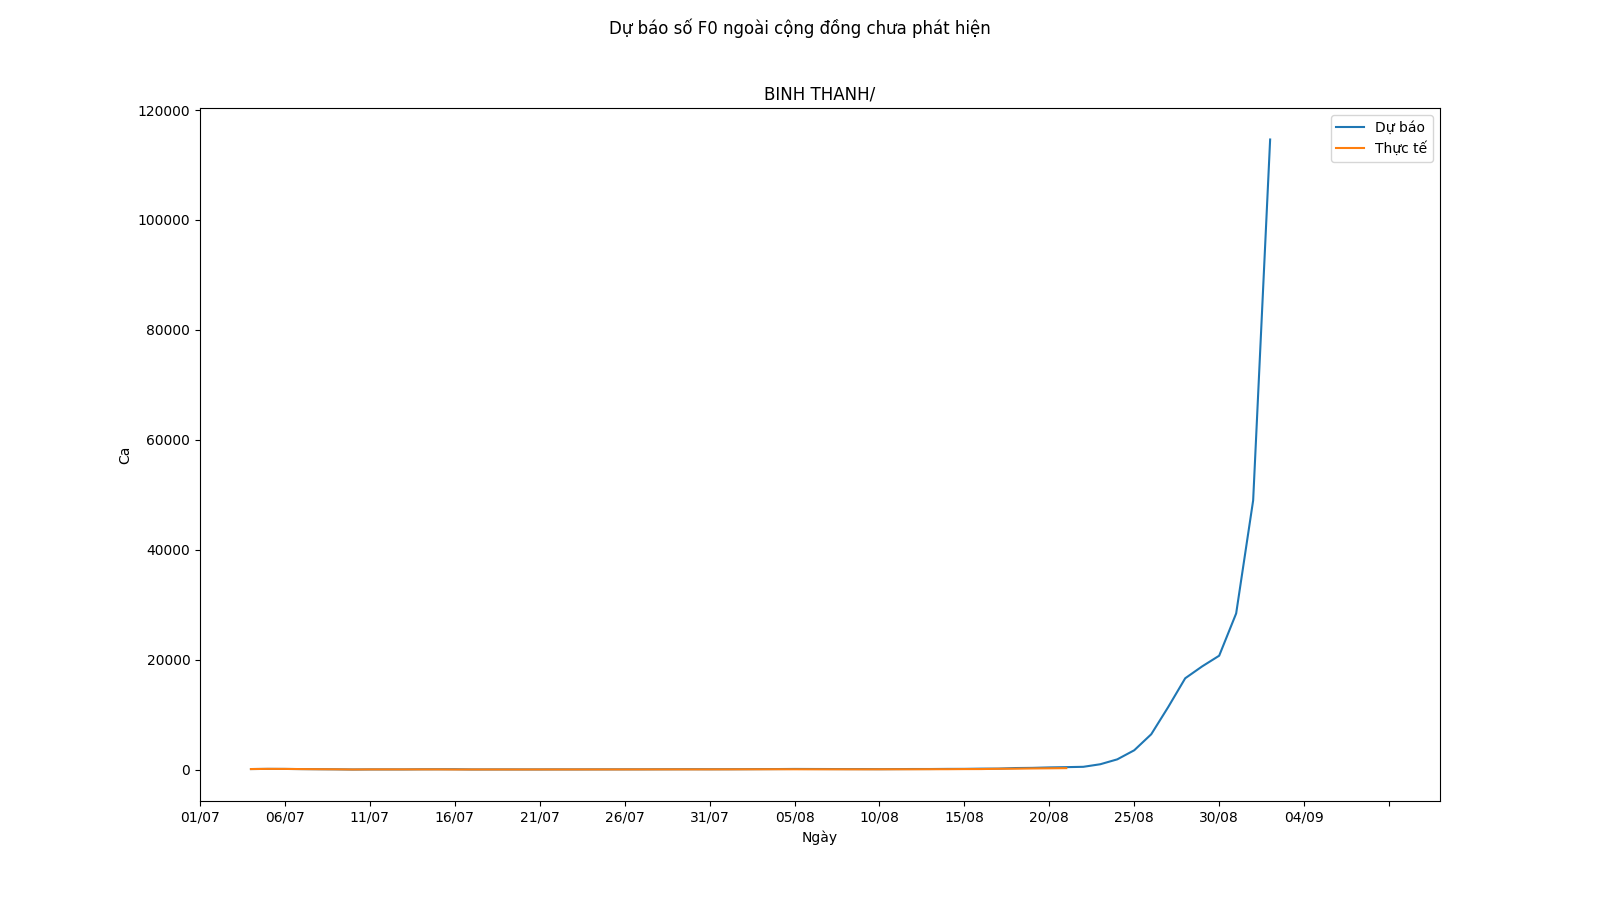 Dự báo số F0 ngoài cộng đồng chưa phát hiện
BINH THANH/
Dự báo
Thực tế
Ca
120000
100000
80000
60000
40000
20000
0
01/07 06/07 11/07 16/07 21/07 26/07 31/07 05/08 10/08 15/08 20/08 25/08 30/08 04/09
Ngày